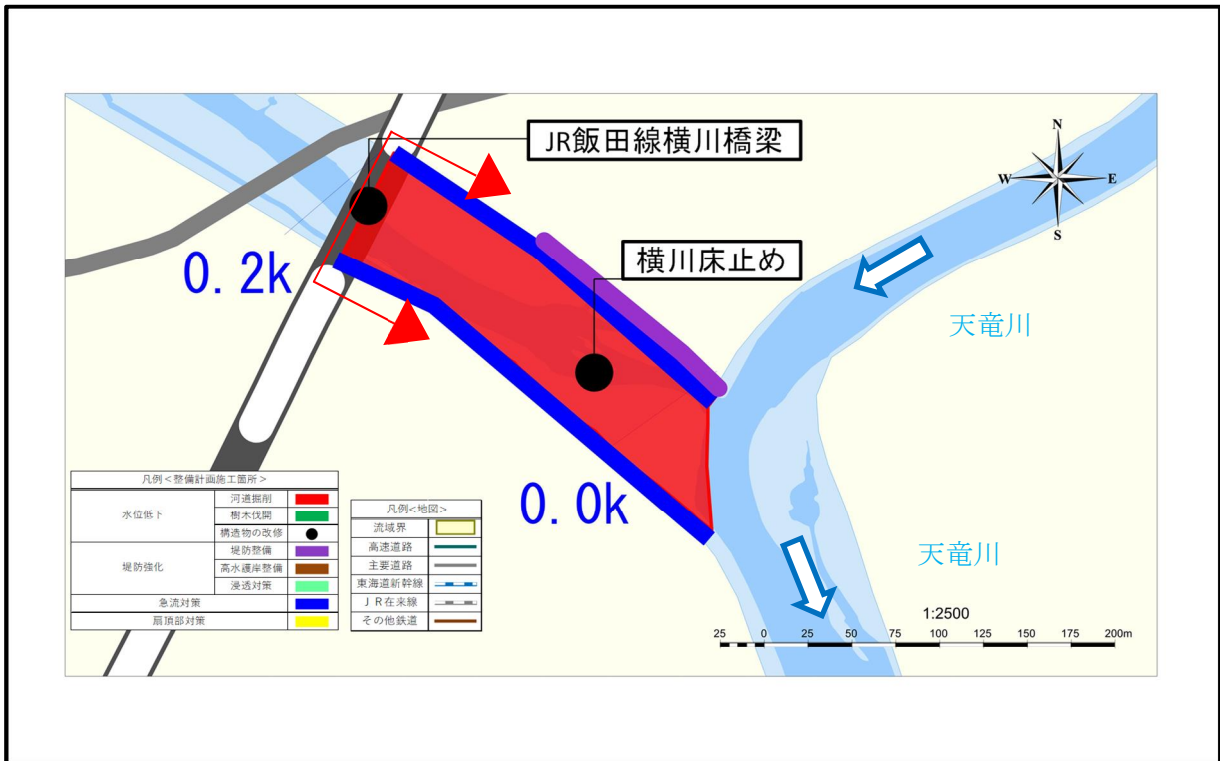 JR飯田線横川橋梁
N
W
E
S
横川床止め
0.2k
天竜川
0.0k
天竜川
凡例<整備計画施工箇所>
水位低下
河道掘削
樹木伐開
構造物の改修
堤防強化
堤防整備
高水護岸整備
浸透対策
急流対策
扇頂部対策
凡例<地図>
流域界
高速道路
主要道路
東海道新幹線
JR在来線
その他鉄道
1:2500
25 0 25 50 75 100 125 150 175 200m